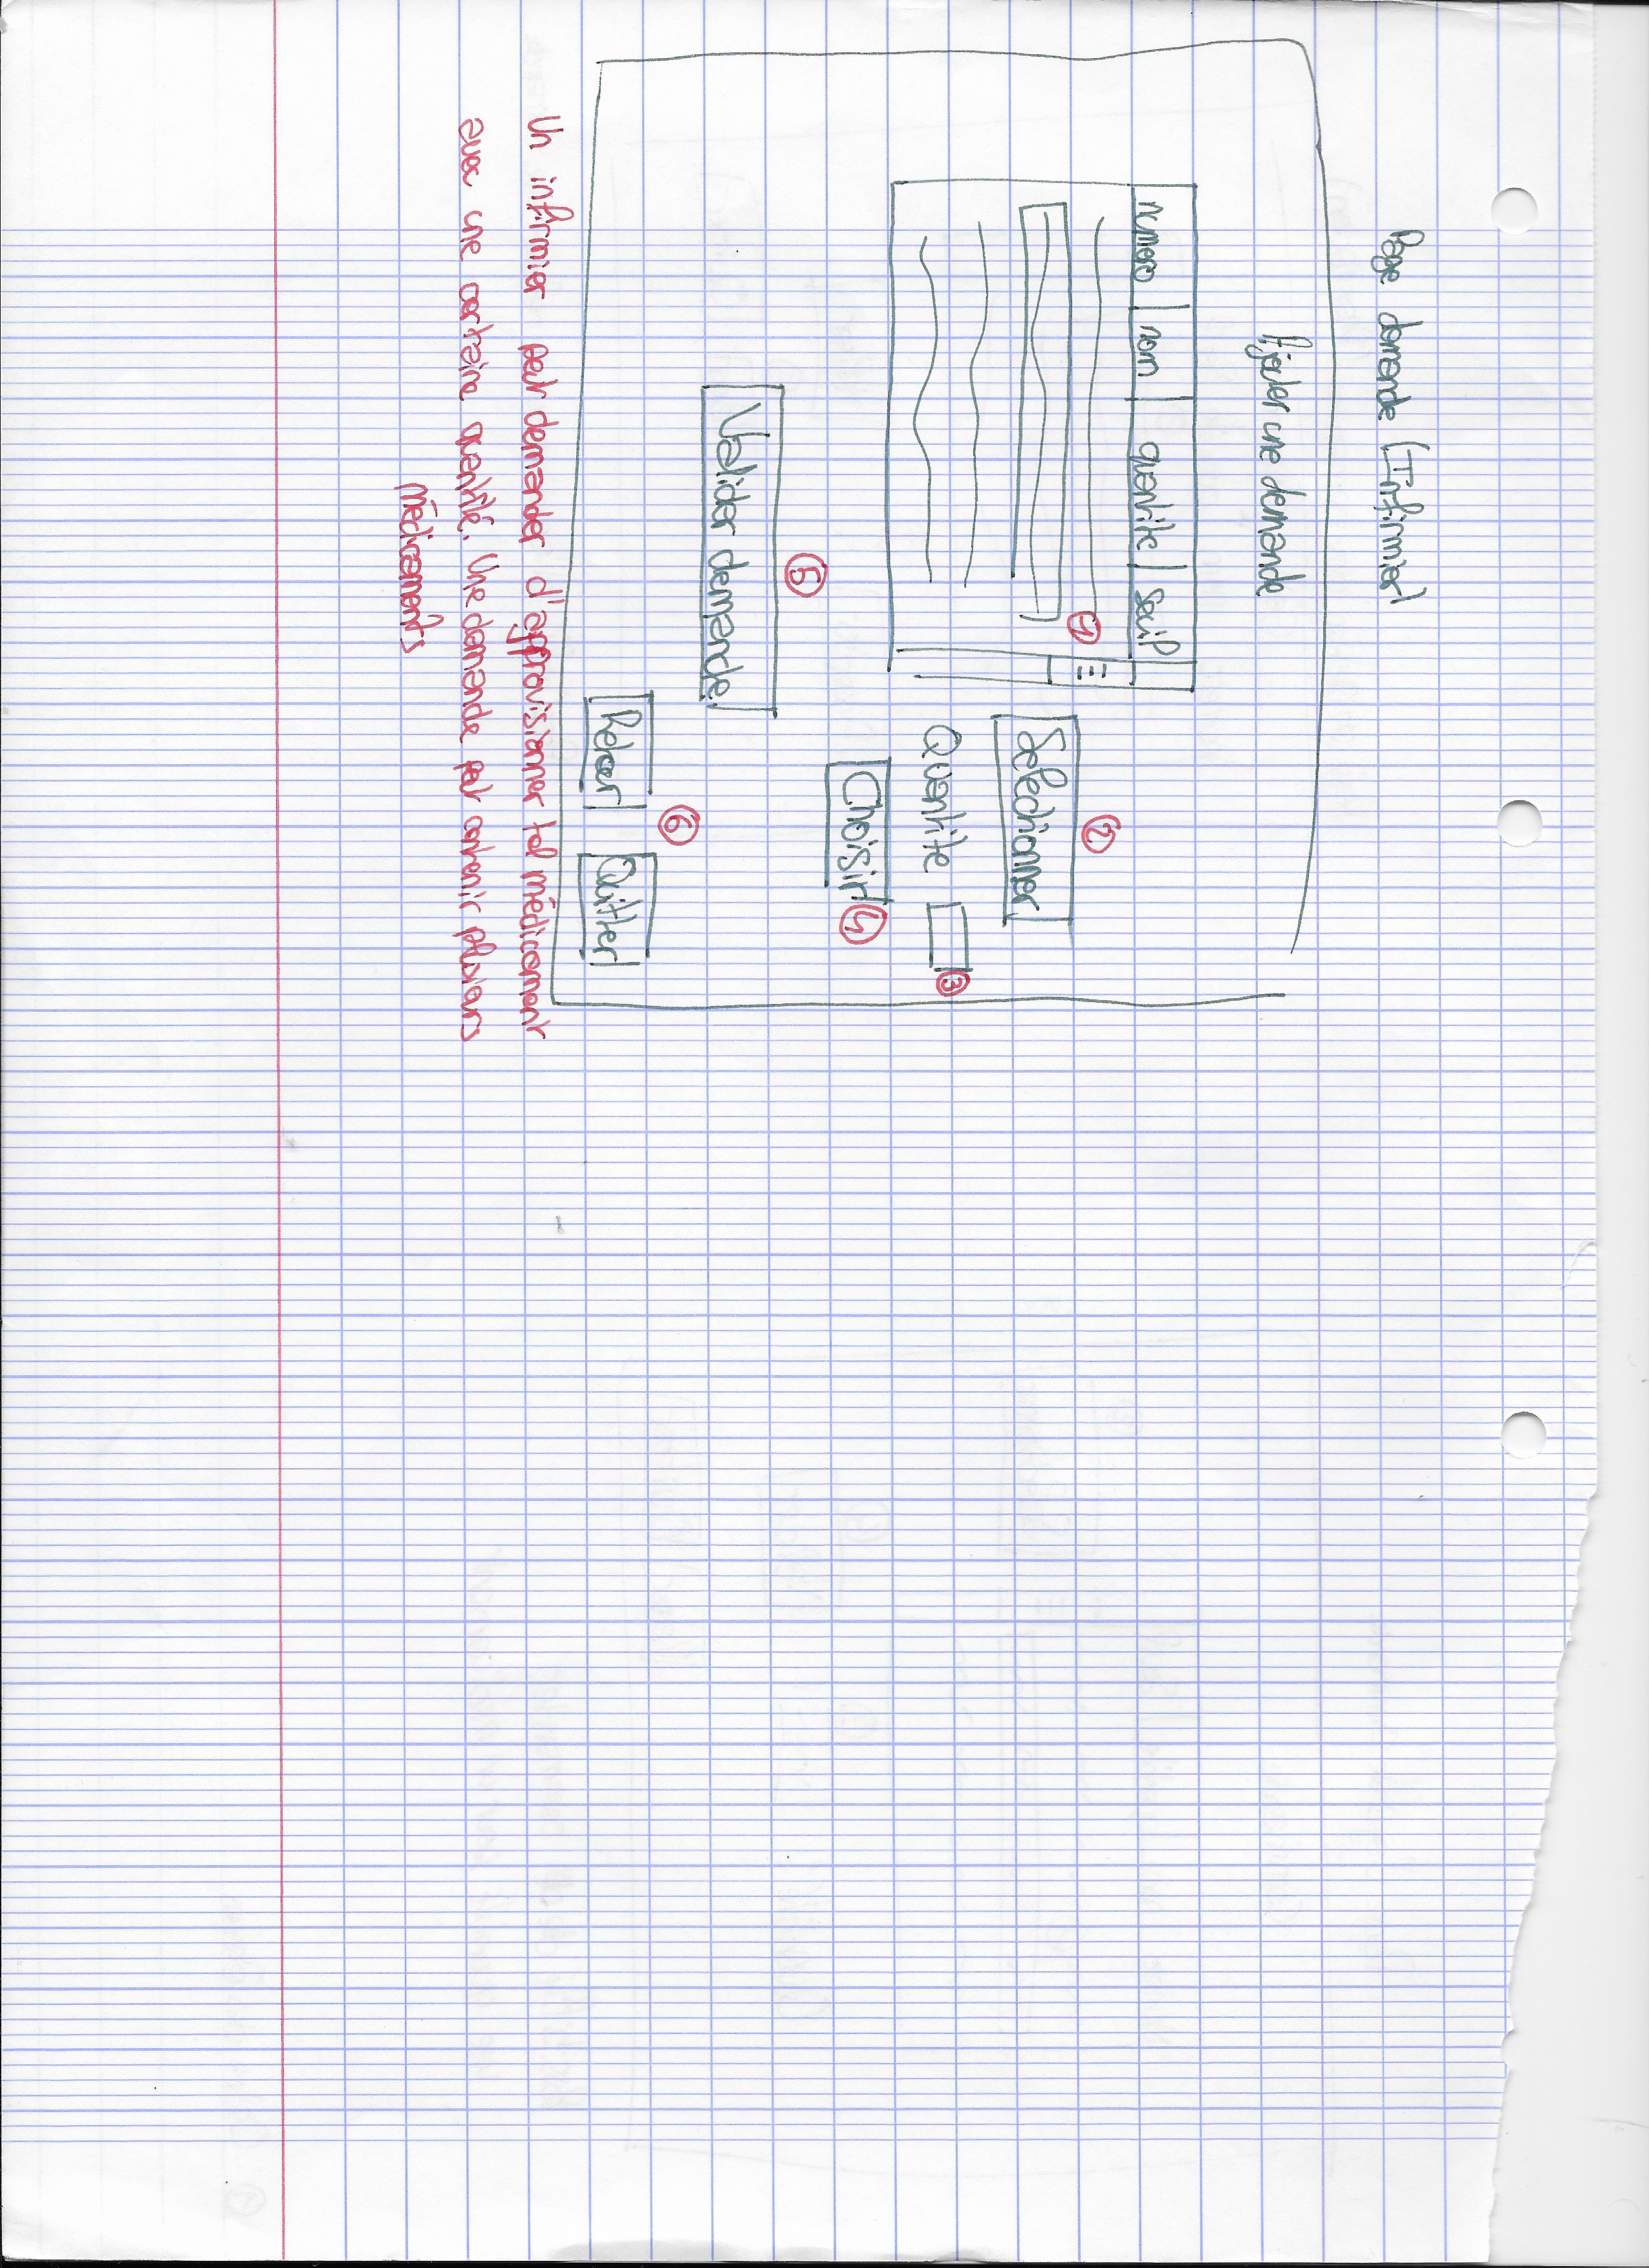 Page demande (Infirmier)
Ajouter une demande
numero nom quantite seuil
1
2
Selectionner
Quantite 3
Choisir 4
5
Valider demande
6
Retour Quitter
Un infirmier peut demander d'approvisionner tel médicament
avec une certaine quantité. Une demande peut contenir plusieurs
médicaments